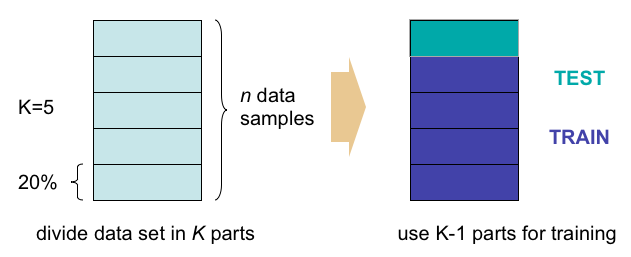 K=5
20%
n data
samples
divide data set in K parts
TEST
TRAIN
use K-1 parts for training